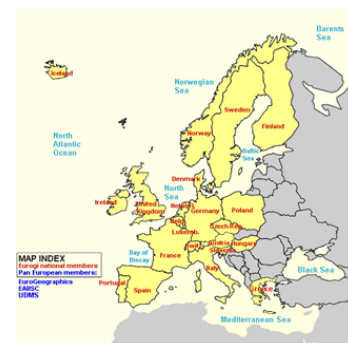 Barents
Sea
Iceland
Norwegian
Sea
Sweden
Norway
Finland
North
Atlantic
Ocean
Baltic
Sea
Denmark
North
Sea
Ireland
United
Kingdom
Germany
Poland
Czech Rep.
Luxemb.
Austria
Hungary
France
Bay of
Biscay
Italy
Portugal
Spain
Greece
Black Sea
Mediterranean Sea
MAP INDEX
Eurogi national members
Pan European members:
EuroGeographics
EARSC
UDMS